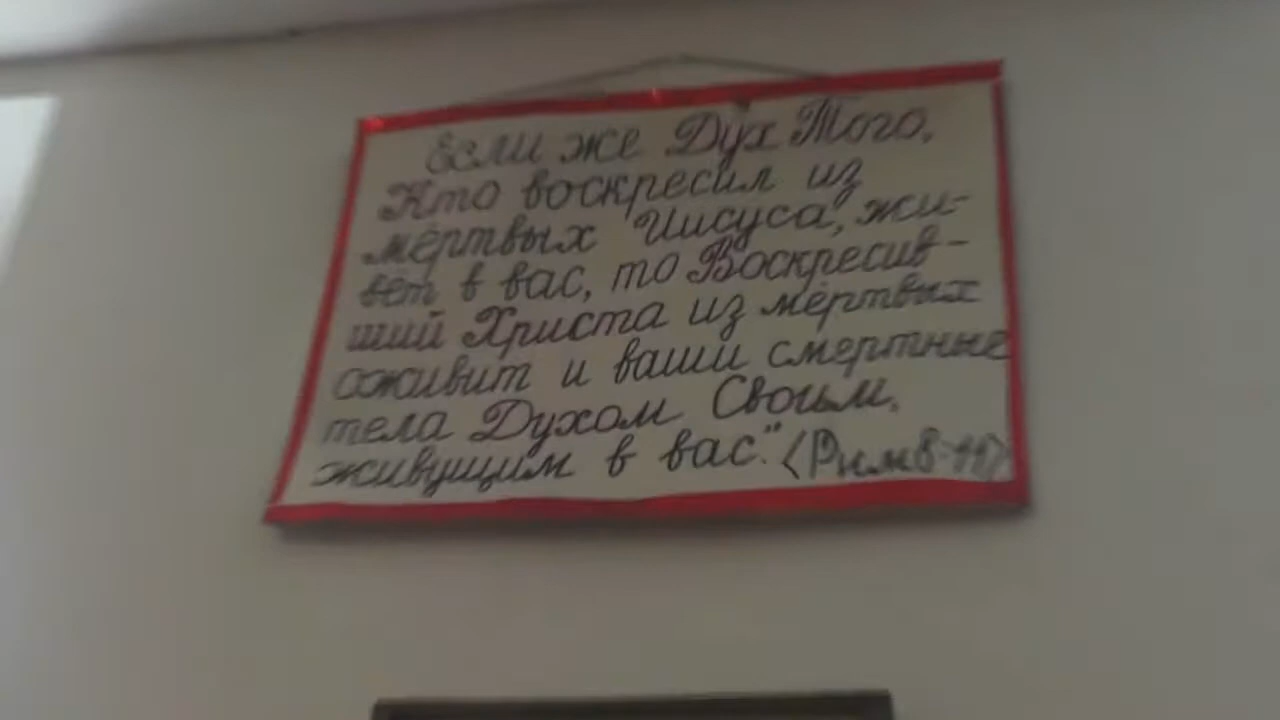 Если же Дух Того,
Кто воскресил из
мёртвых Иисуса, жи-
вёт в вас, то Воскресив-
ший Христа из мёртвых
оживит и ваши смертные
тела Духом Своим,
живущим в вас." (Рим 8-11)